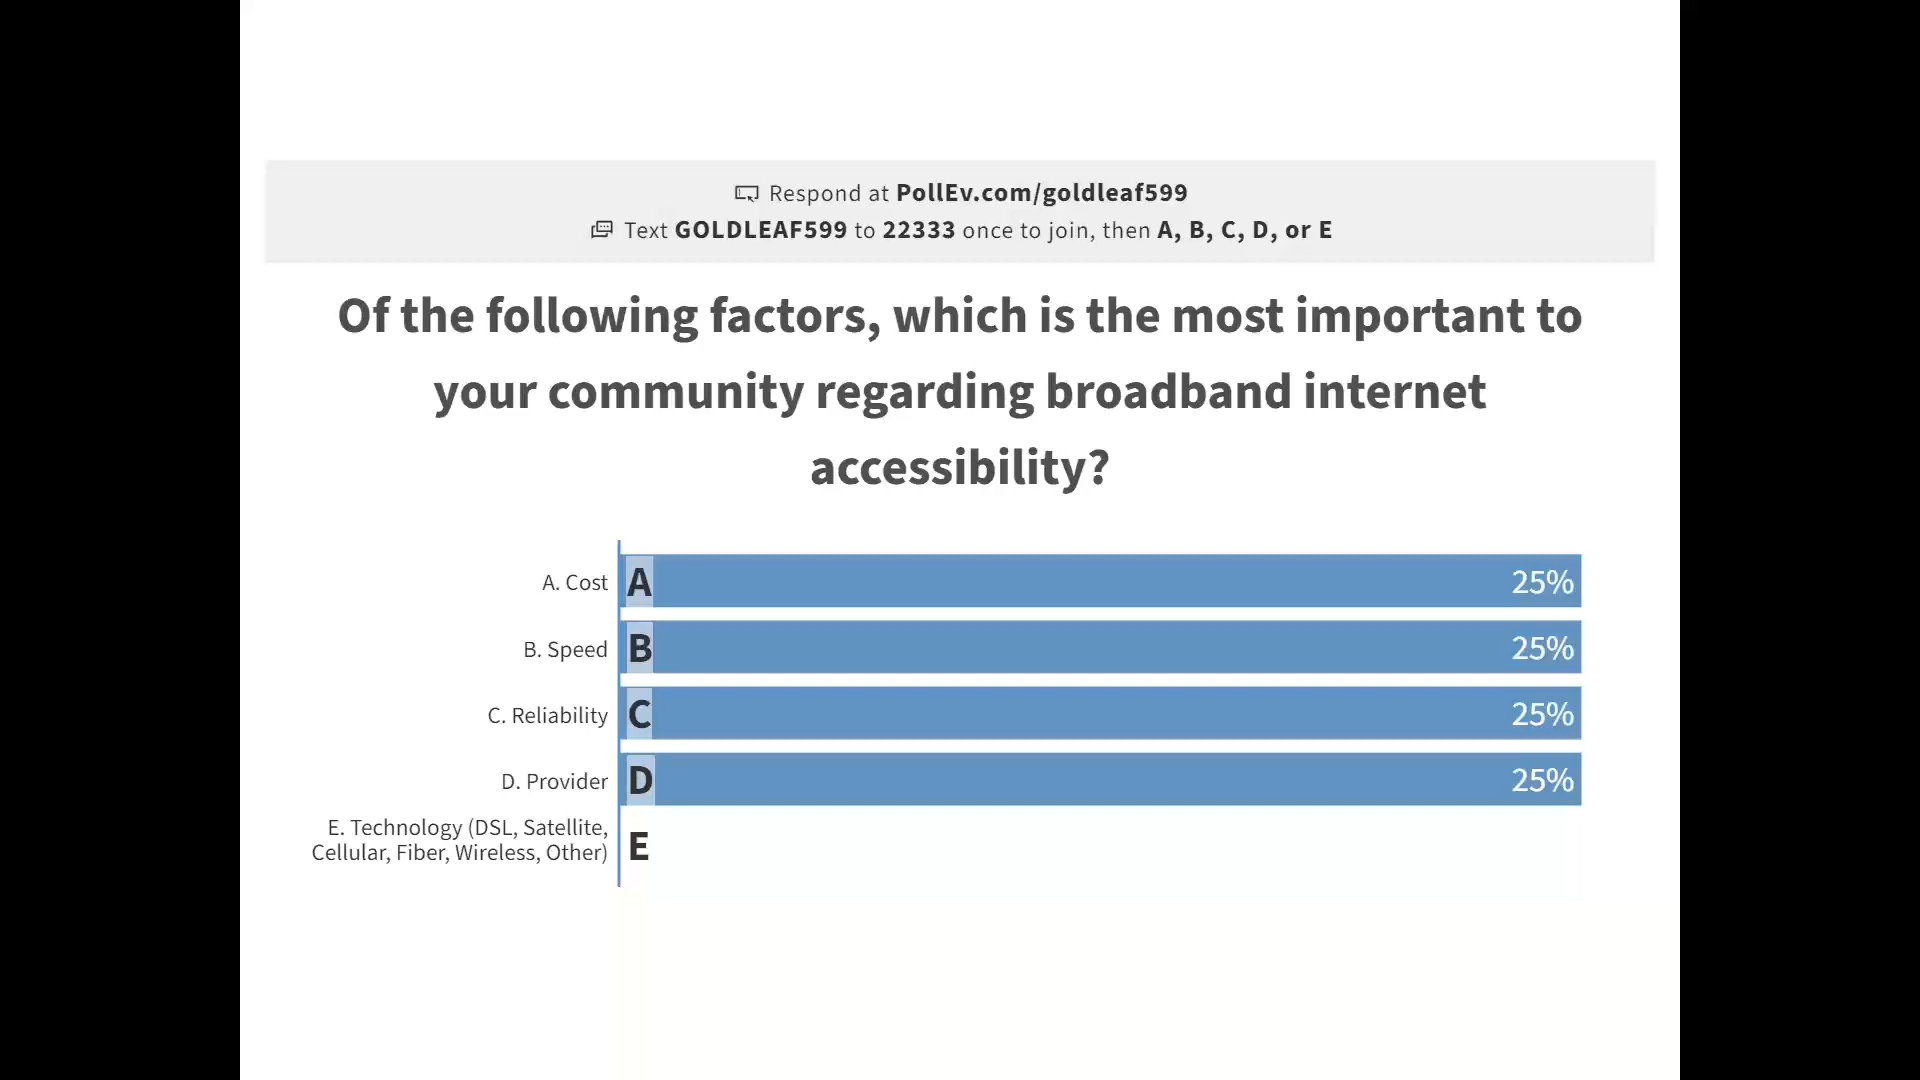 Respond at PollEv.com/goldleaf599
Text GOLDLEAF599 to 22333 once to join, then A, B, C, D, or E
Of the following factors, which is the most important to
your community regarding broadband internet
accessibility?
A. Cost A 25%
B. Speed B 25%
C. Reliability C 25%
D. Provider D 25%
E. Technology (DSL, Satellite,
Cellular, Fiber, Wireless, Other) E